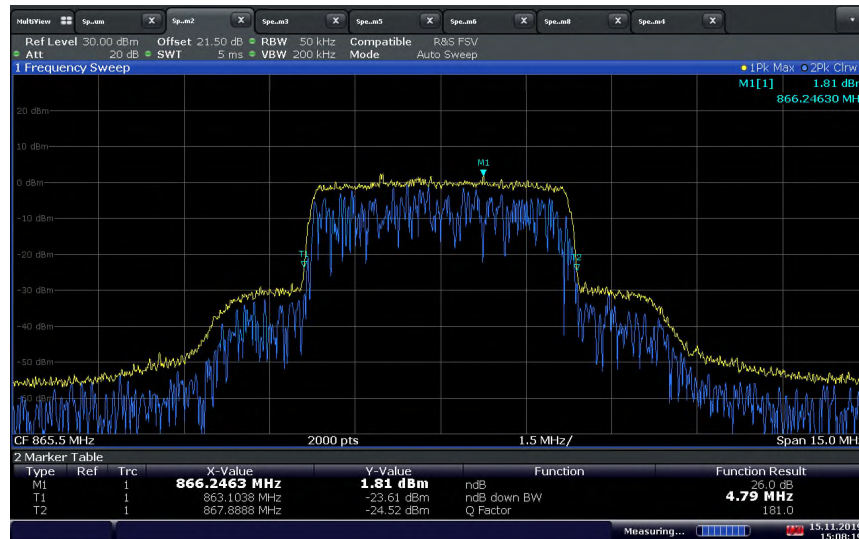 MultiView Sp..um X Sp..m2 X Spe..m3 X Spe..m5 X Spe..m6 X Spe..m8 X Spe..m4 X
Ref Level 30.00 dBm Offset 21.50 dB RBW 50 kHz Compatible R&S FSV
Att 20 dB SWT 5 ms VBW 200 kHz Mode Auto Sweep
1 Frequency Sweep 1Pk Max 2Pk Clrw
M1[1] 1.81 dBm
866.24630 MH
20 dBm
10 dBm
M1
0 dBm
-10 dBm
-20 dBm
T1
T2
-30 dBm
-40 dBm
-50 dBm
-60 dBm
CF 865.5 MHz 2000 pts 1.5 MHz/ Span 15.0 MH
2 Marker Table
Type Ref Trc X-Value Y-Value Function Function Result
M1 1 866.2463 MHz 1.81 dBm ndB 26.0 dB
T1 1 863.1038 MHz -23.61 dBm ndB down BW 4.79 MHz
T2 1 867.8888 MHz -24.52 dBm Q Factor 181.0
Measuring... 15.11.2019
15:08:19